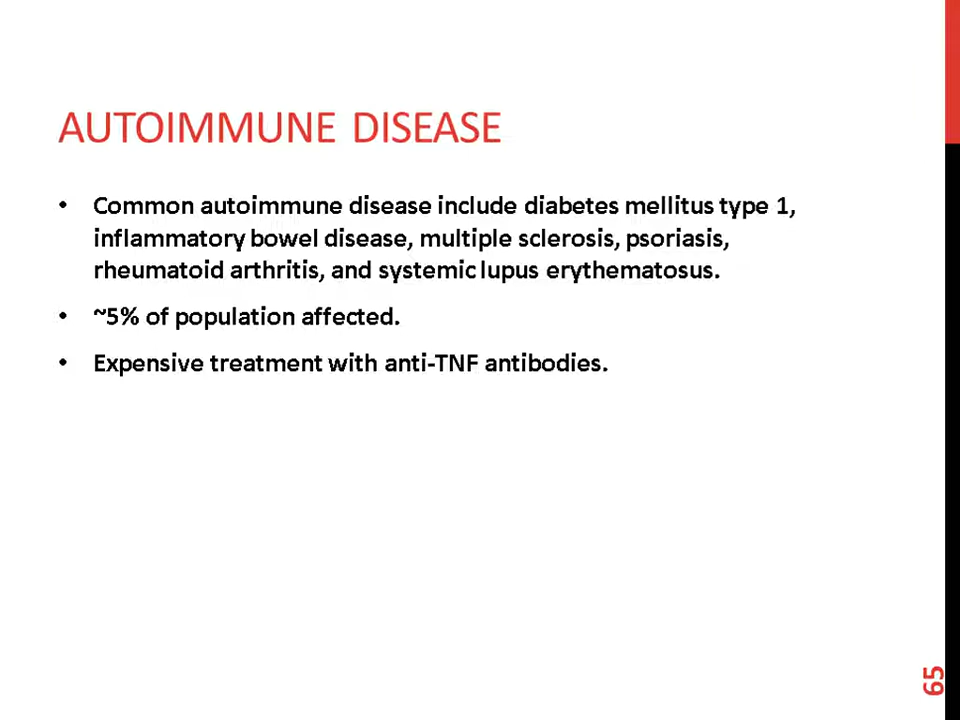 AUTOIMMUNE DISEASE
• Common autoimmune disease include diabetes mellitus type 1,
inflammatory bowel disease, multiple sclerosis, psoriasis,
rheumatoid arthritis, and systemic lupus erythematosus.
• ~5% of population affected.
• Expensive treatment with anti-TNF antibodies.
65